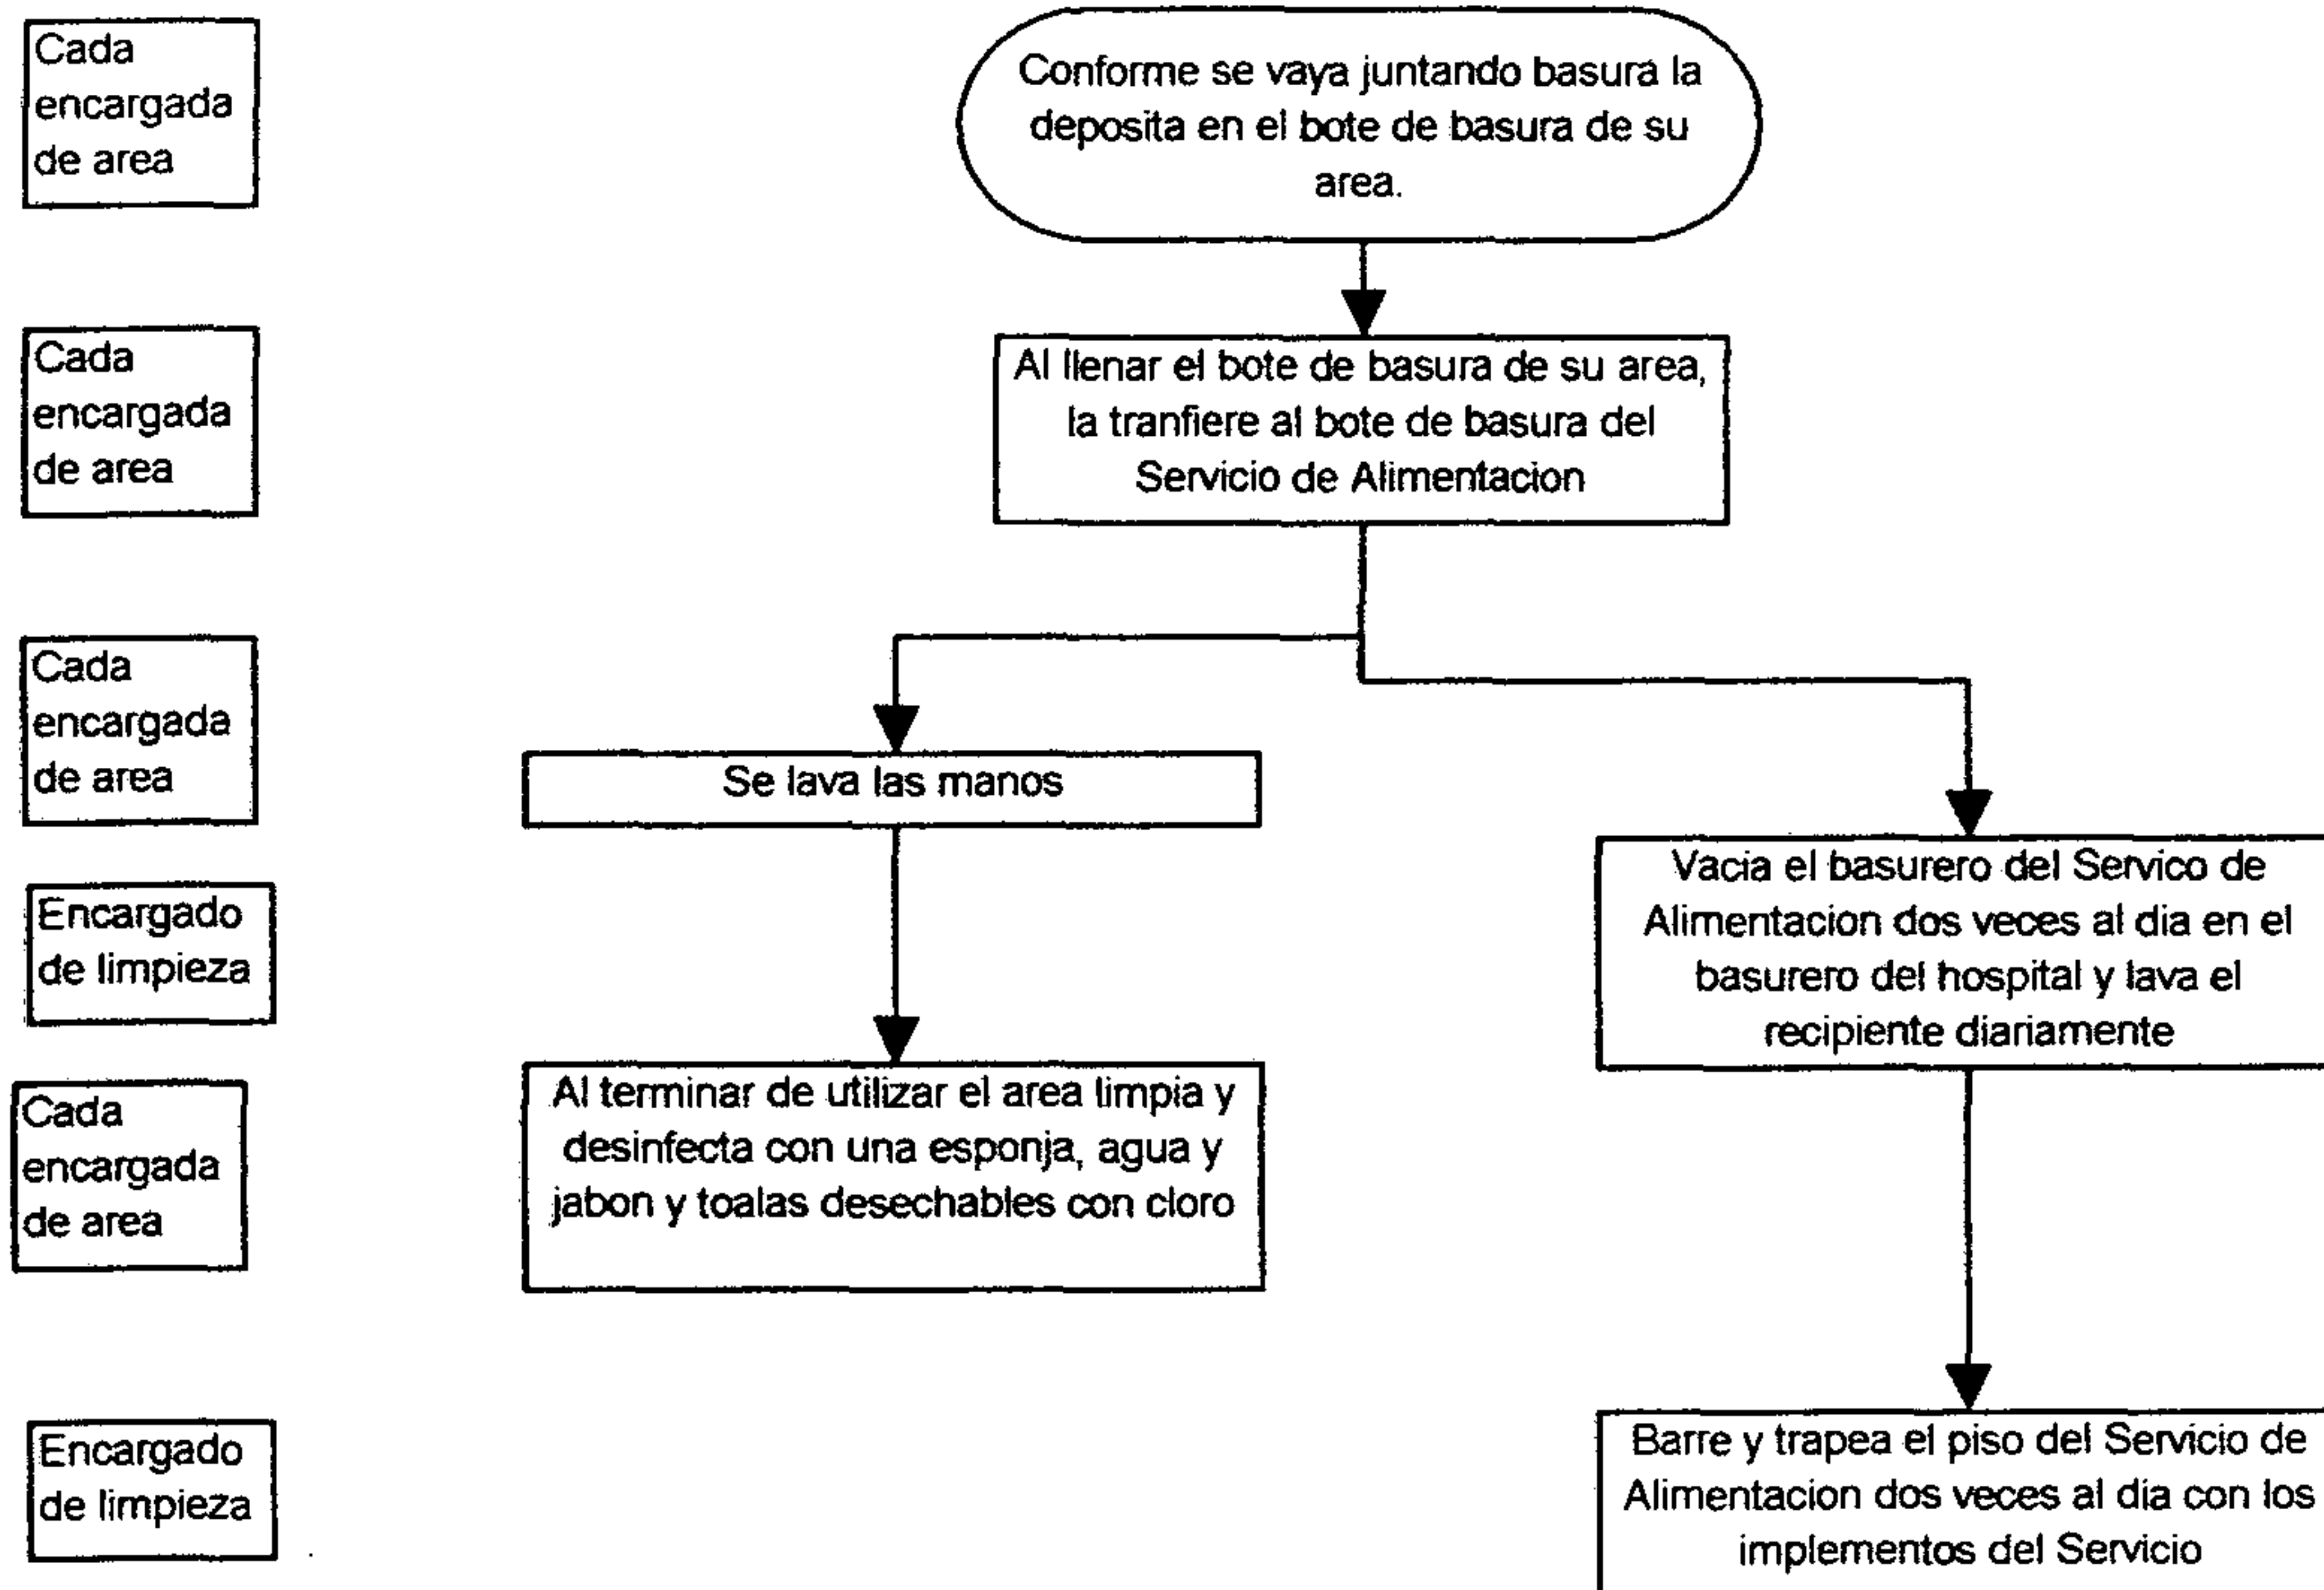 Cada
encargada
de area
Conforme se vaya juntando basura la
deposita en el bote de basura de su
area.
Cada
encargada
de area
Al llenar el bote de basura de su area,
la tranfiere al bote de basura del
Servicio de Alimentacion
Cada
encargada
de area
Se lava las manos
Encargado
de limpieza
Vacia el basurero del Servico de
Alimentacion dos veces al dia en el
basurero del hospital y lava el
recipiente diariamente
Cada
encargada
de area
Al terminar de utilizar el area limpia y
desinfecta con una esponja, agua y
jabon y toalas desechables con cloro
Encargado
de limpieza
Barre y trapea el piso del Servicio de
Alimentacion dos veces al dia con los
implementos del Servicio